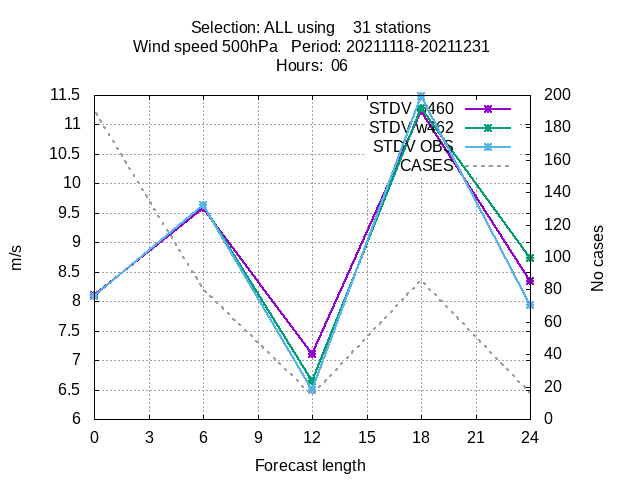 Selection: ALL using    31 stations
Wind speed 500hPa   Period: 20211118-20211231
Hours:  06
11.5
11
10.5
10
9.5
9
8.5
8
7.5
7
6.5
6
m/s
STDV w460
STDV w462
STDV OBS
CASES
200
180
160
140
120
100
80
60
40
20
0
No cases
0 3 6 9 12 15 18 21 24
Forecast length